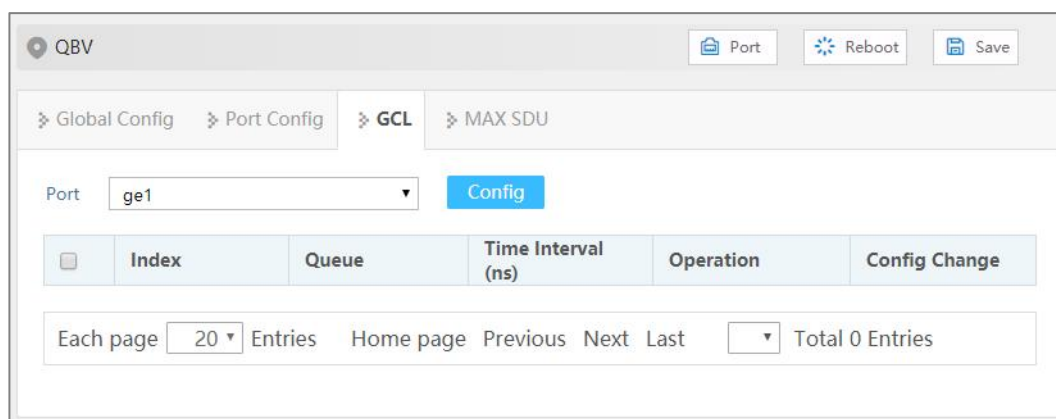 QBV Port Reboot Save
Global Config Port Config GCL MAX SDU
Port ge1 Config
Index Queue Time Interval (ns) Operation Config Change
Each page 20 Entries Home page Previous Next Last Total 0 Entries